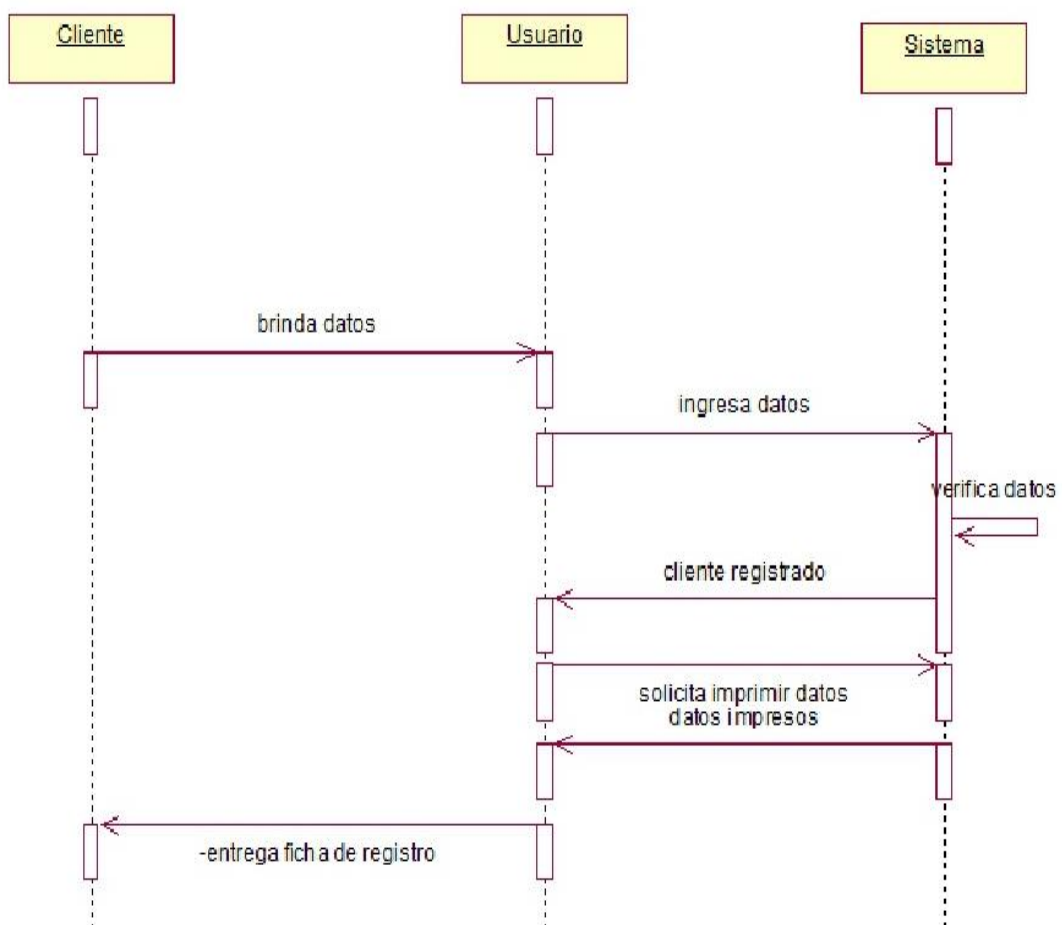 Cliente
Usuario
Sistema
brinda datos
ingresa datos
verifica datos
cliente registrado
solicita imprimir datos
datos impresos
-entrega ficha de registro